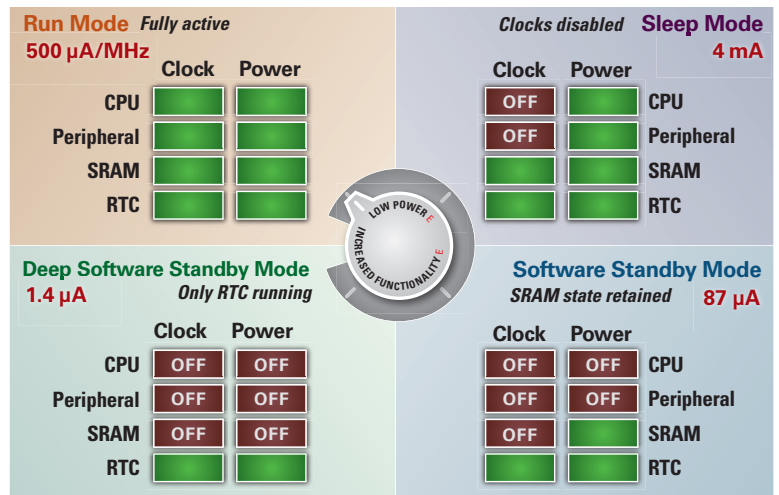 Run Mode Fully active
500 µA/MHz
Clock Power
CPU
Peripheral
SRAM
RTC
Clocks disabled Sleep Mode
4 mA
Clock Power
OFF CPU
OFF Peripheral
SRAM
RTC
LOW POWER E
INCREASED FUNCTIONALITY E
Deep Software Standby Mode
1.4 µA Only RTC running
Clock Power
CPU OFF OFF
Peripheral OFF OFF
SRAM OFF OFF
RTC
Software Standby Mode
SRAM state retained 87 µA
Clock Power
OFF OFF CPU
OFF OFF Peripheral
OFF SRAM
RTC